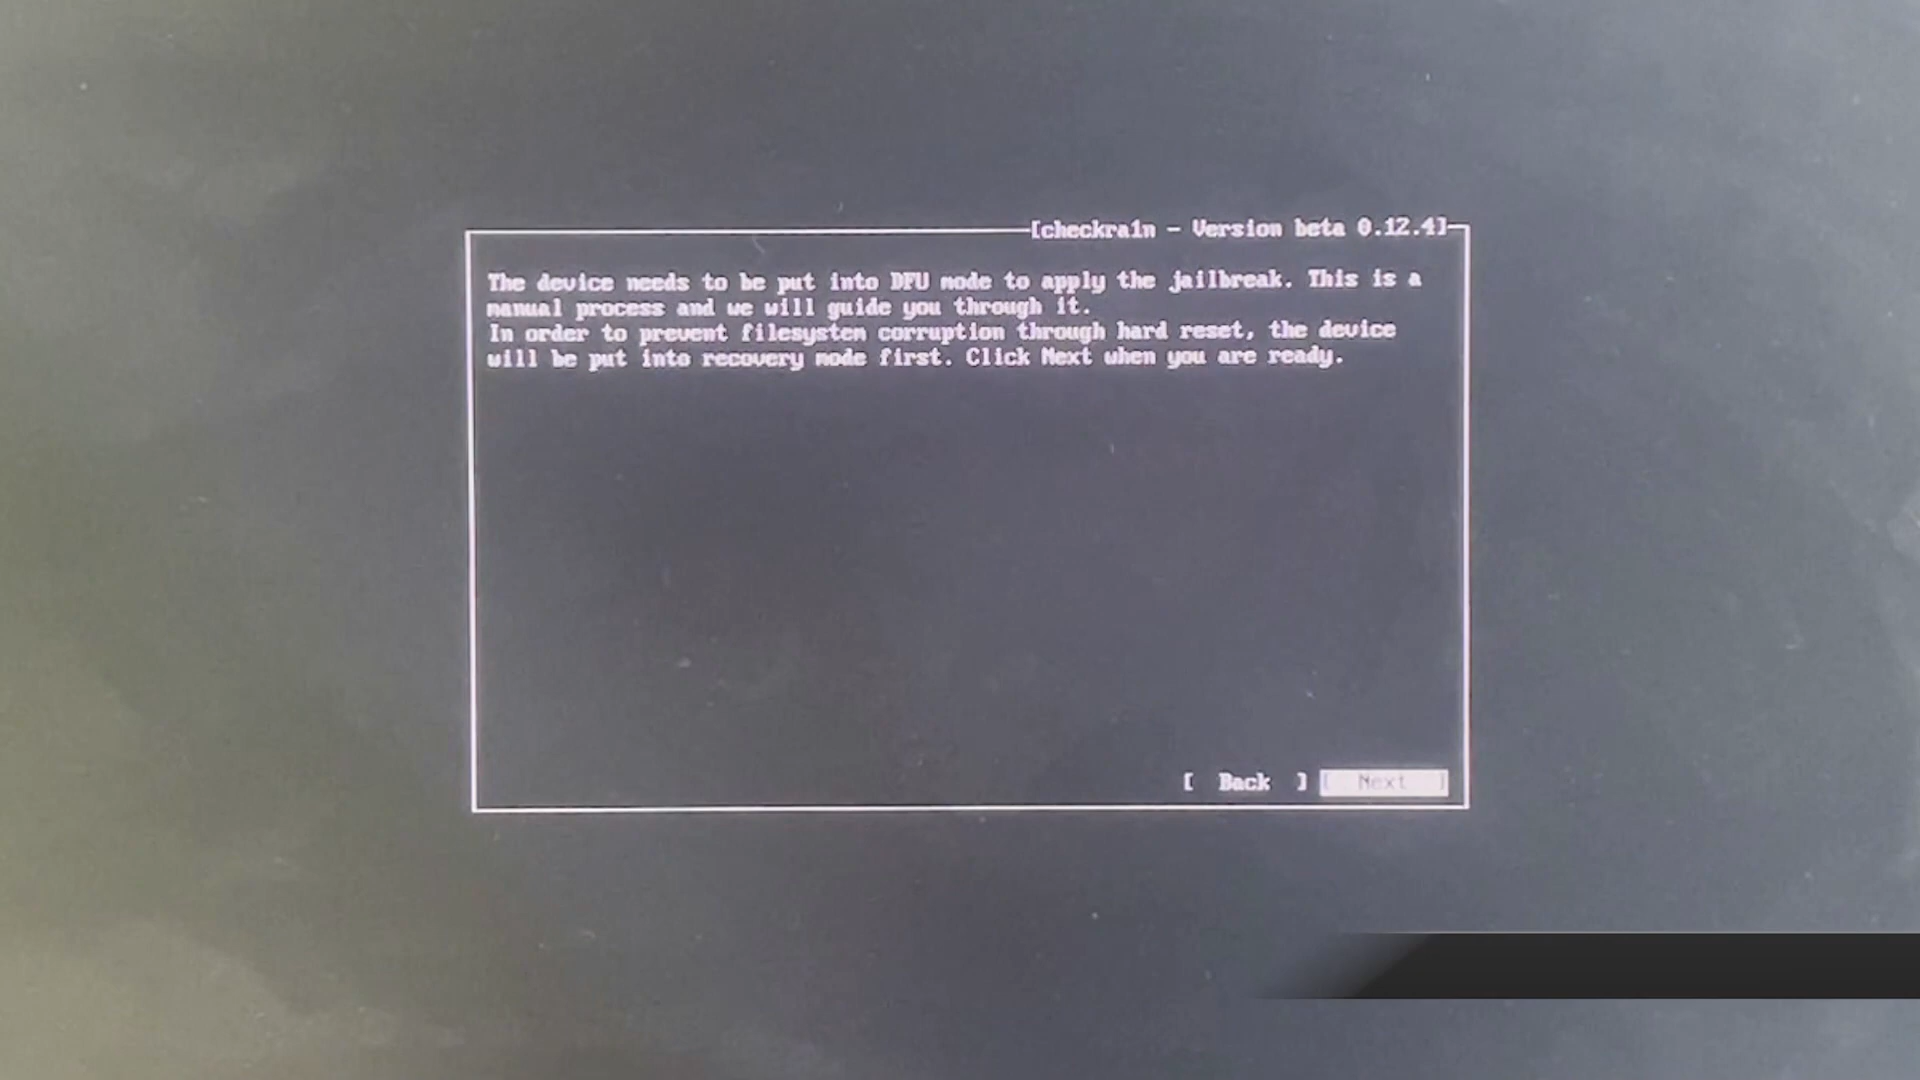 [checkra1n - Version beta 0.12.4]
The device needs to be put into DFU mode to apply the jailbreak. This is a
manual process and we will guide you through it.
In order to prevent filesystem corruption through hard reset, the device
will be put into recovery mode first. Click Next when you are ready.
[ Back ] [ Next ]